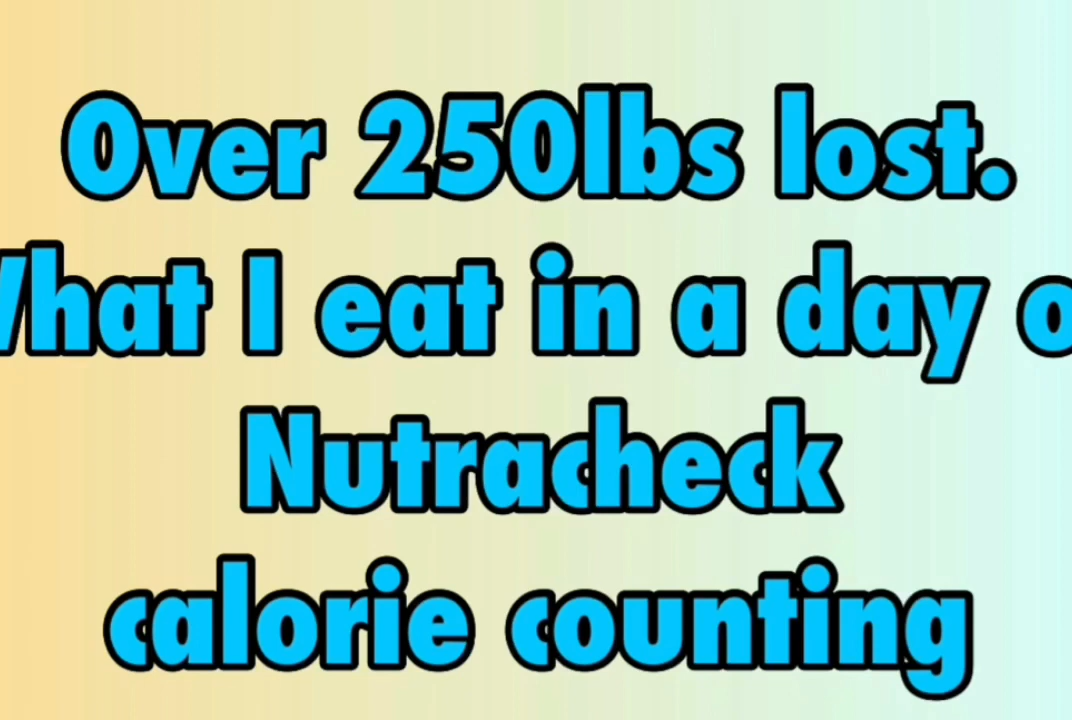 Over 250lbs lost.
What I eat in a day o
Nutracheck
calorie counting